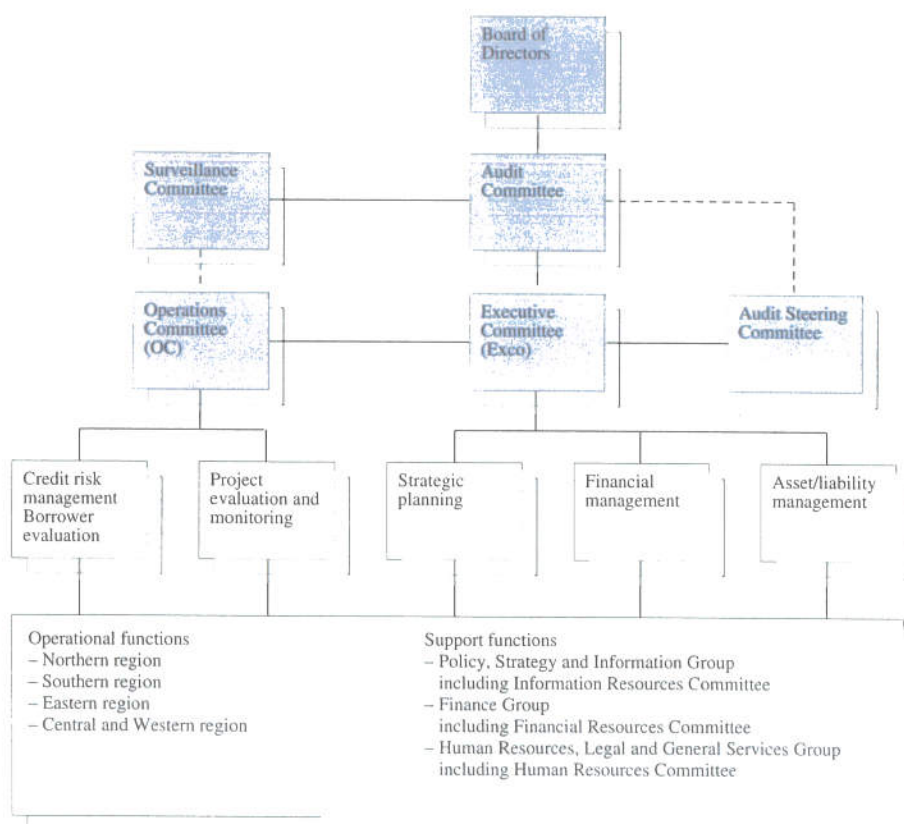 Board of
Directors
Surveillance
Committee
Audit
Committee
Operations
Committee
(OC)
Executive
Committee
(Exco)
Audit Steering
Committee
Credit risk
management
Borrower
evaluation
Project
evaluation and
monitoring
Strategic
planning
Financial
management
Asset/liability
management
Operational functions
– Northern region
– Southern region
– Eastern region
– Central and Western region
Support functions
– Policy, Strategy and Information Group
including Information Resources Committee
– Finance Group
including Financial Resources Committee
– Human Resources, Legal and General Services Group
including Human Resources Committee